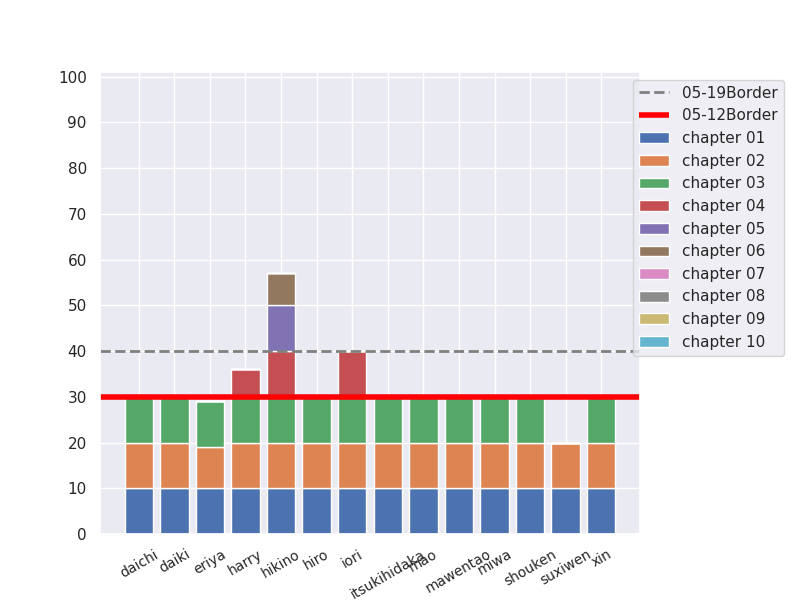 100
90
80
70
60
50
40
30
20
10
0
daichi
daiki
eriya
harry
hikino
hiro
iori
itsukihidaka
mao
mawentao
miwa
shouken
suxiwen
xin
05-19Border
05-12Border
chapter 01
chapter 02
chapter 03
chapter 04
chapter 05
chapter 06
chapter 07
chapter 08
chapter 09
chapter 10